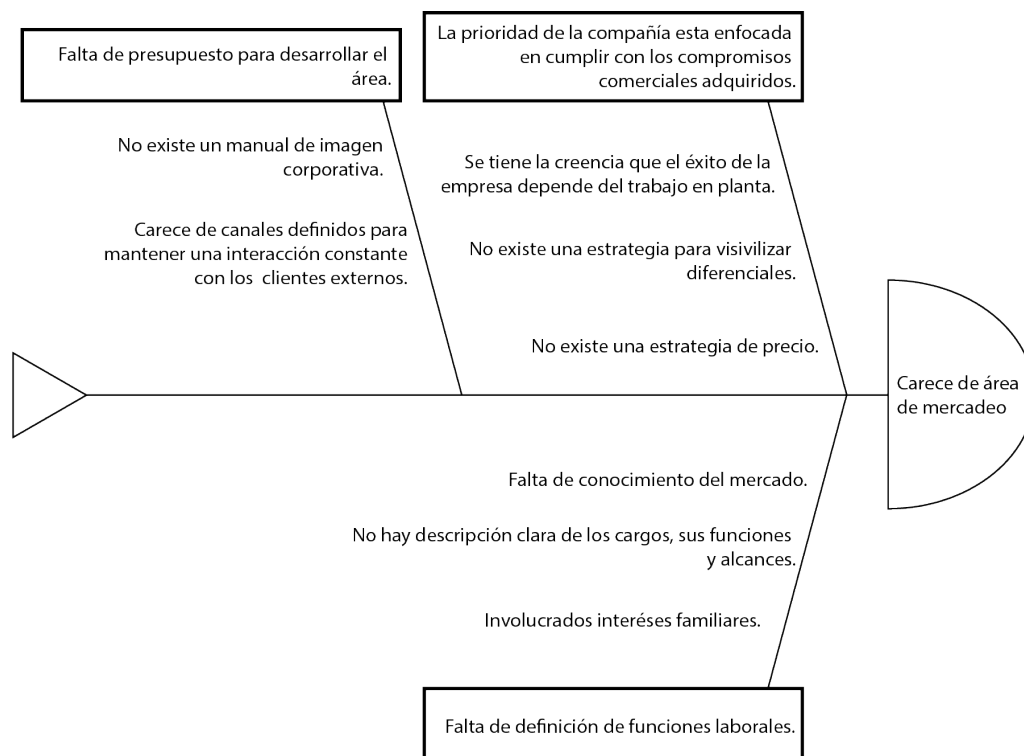 Falta de presupuesto para desarrollar el
área.
No existe un manual de imagen
corporativa.
Carece de canales definidos para
mantener una interacción constante
con los clientes externos.
La prioridad de la compañía esta enfocada
en cumplir con los compromisos
comerciales adquiridos.
Se tiene la creencia que el éxito de la
empresa depende del trabajo en planta.
No existe una estrategia para visivilizar
diferenciales.
No existe una estrategia de precio.
Carece de área
de mercadeo
Falta de conocimiento del mercado.
No hay descripción clara de los cargos, sus funciones
y alcances.
Involucrados interéses familiares.
Falta de definición de funciones laborales.